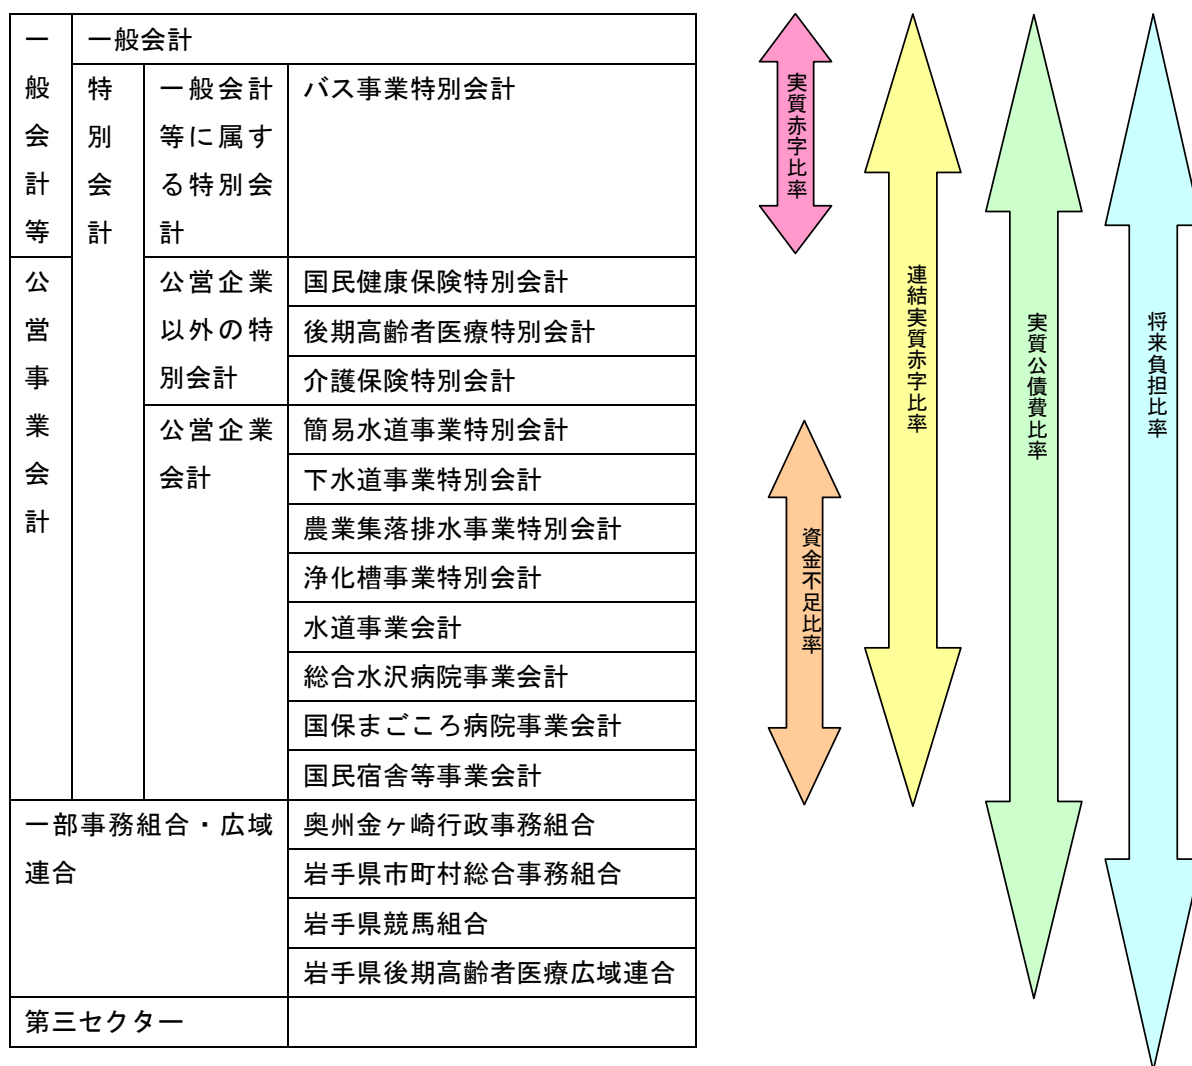 一般会計等
一般会計
特別会計
一般会計
等に属す
る特別会
計
バス事業特別会計
公営事業会計
公営企業
以外の特
別会計
国民健康保険特別会計
後期高齢者医療特別会計
介護保険特別会計
公営企業
会計
簡易水道事業特別会計
下水道事業特別会計
農業集落排水事業特別会計
浄化槽事業特別会計
水道事業会計
総合水沢病院事業会計
国保まごころ病院事業会計
国民宿舎等事業会計
一部事務組合・広域
連合
奥州金ヶ崎行政事務組合
岩手県市町村総合事務組合
岩手県競馬組合
岩手県後期高齢者医療広域連合
第三セクター
実質赤字比率
資金不足比率
連結実質赤字比率
実質公債費比率
将来負担比率